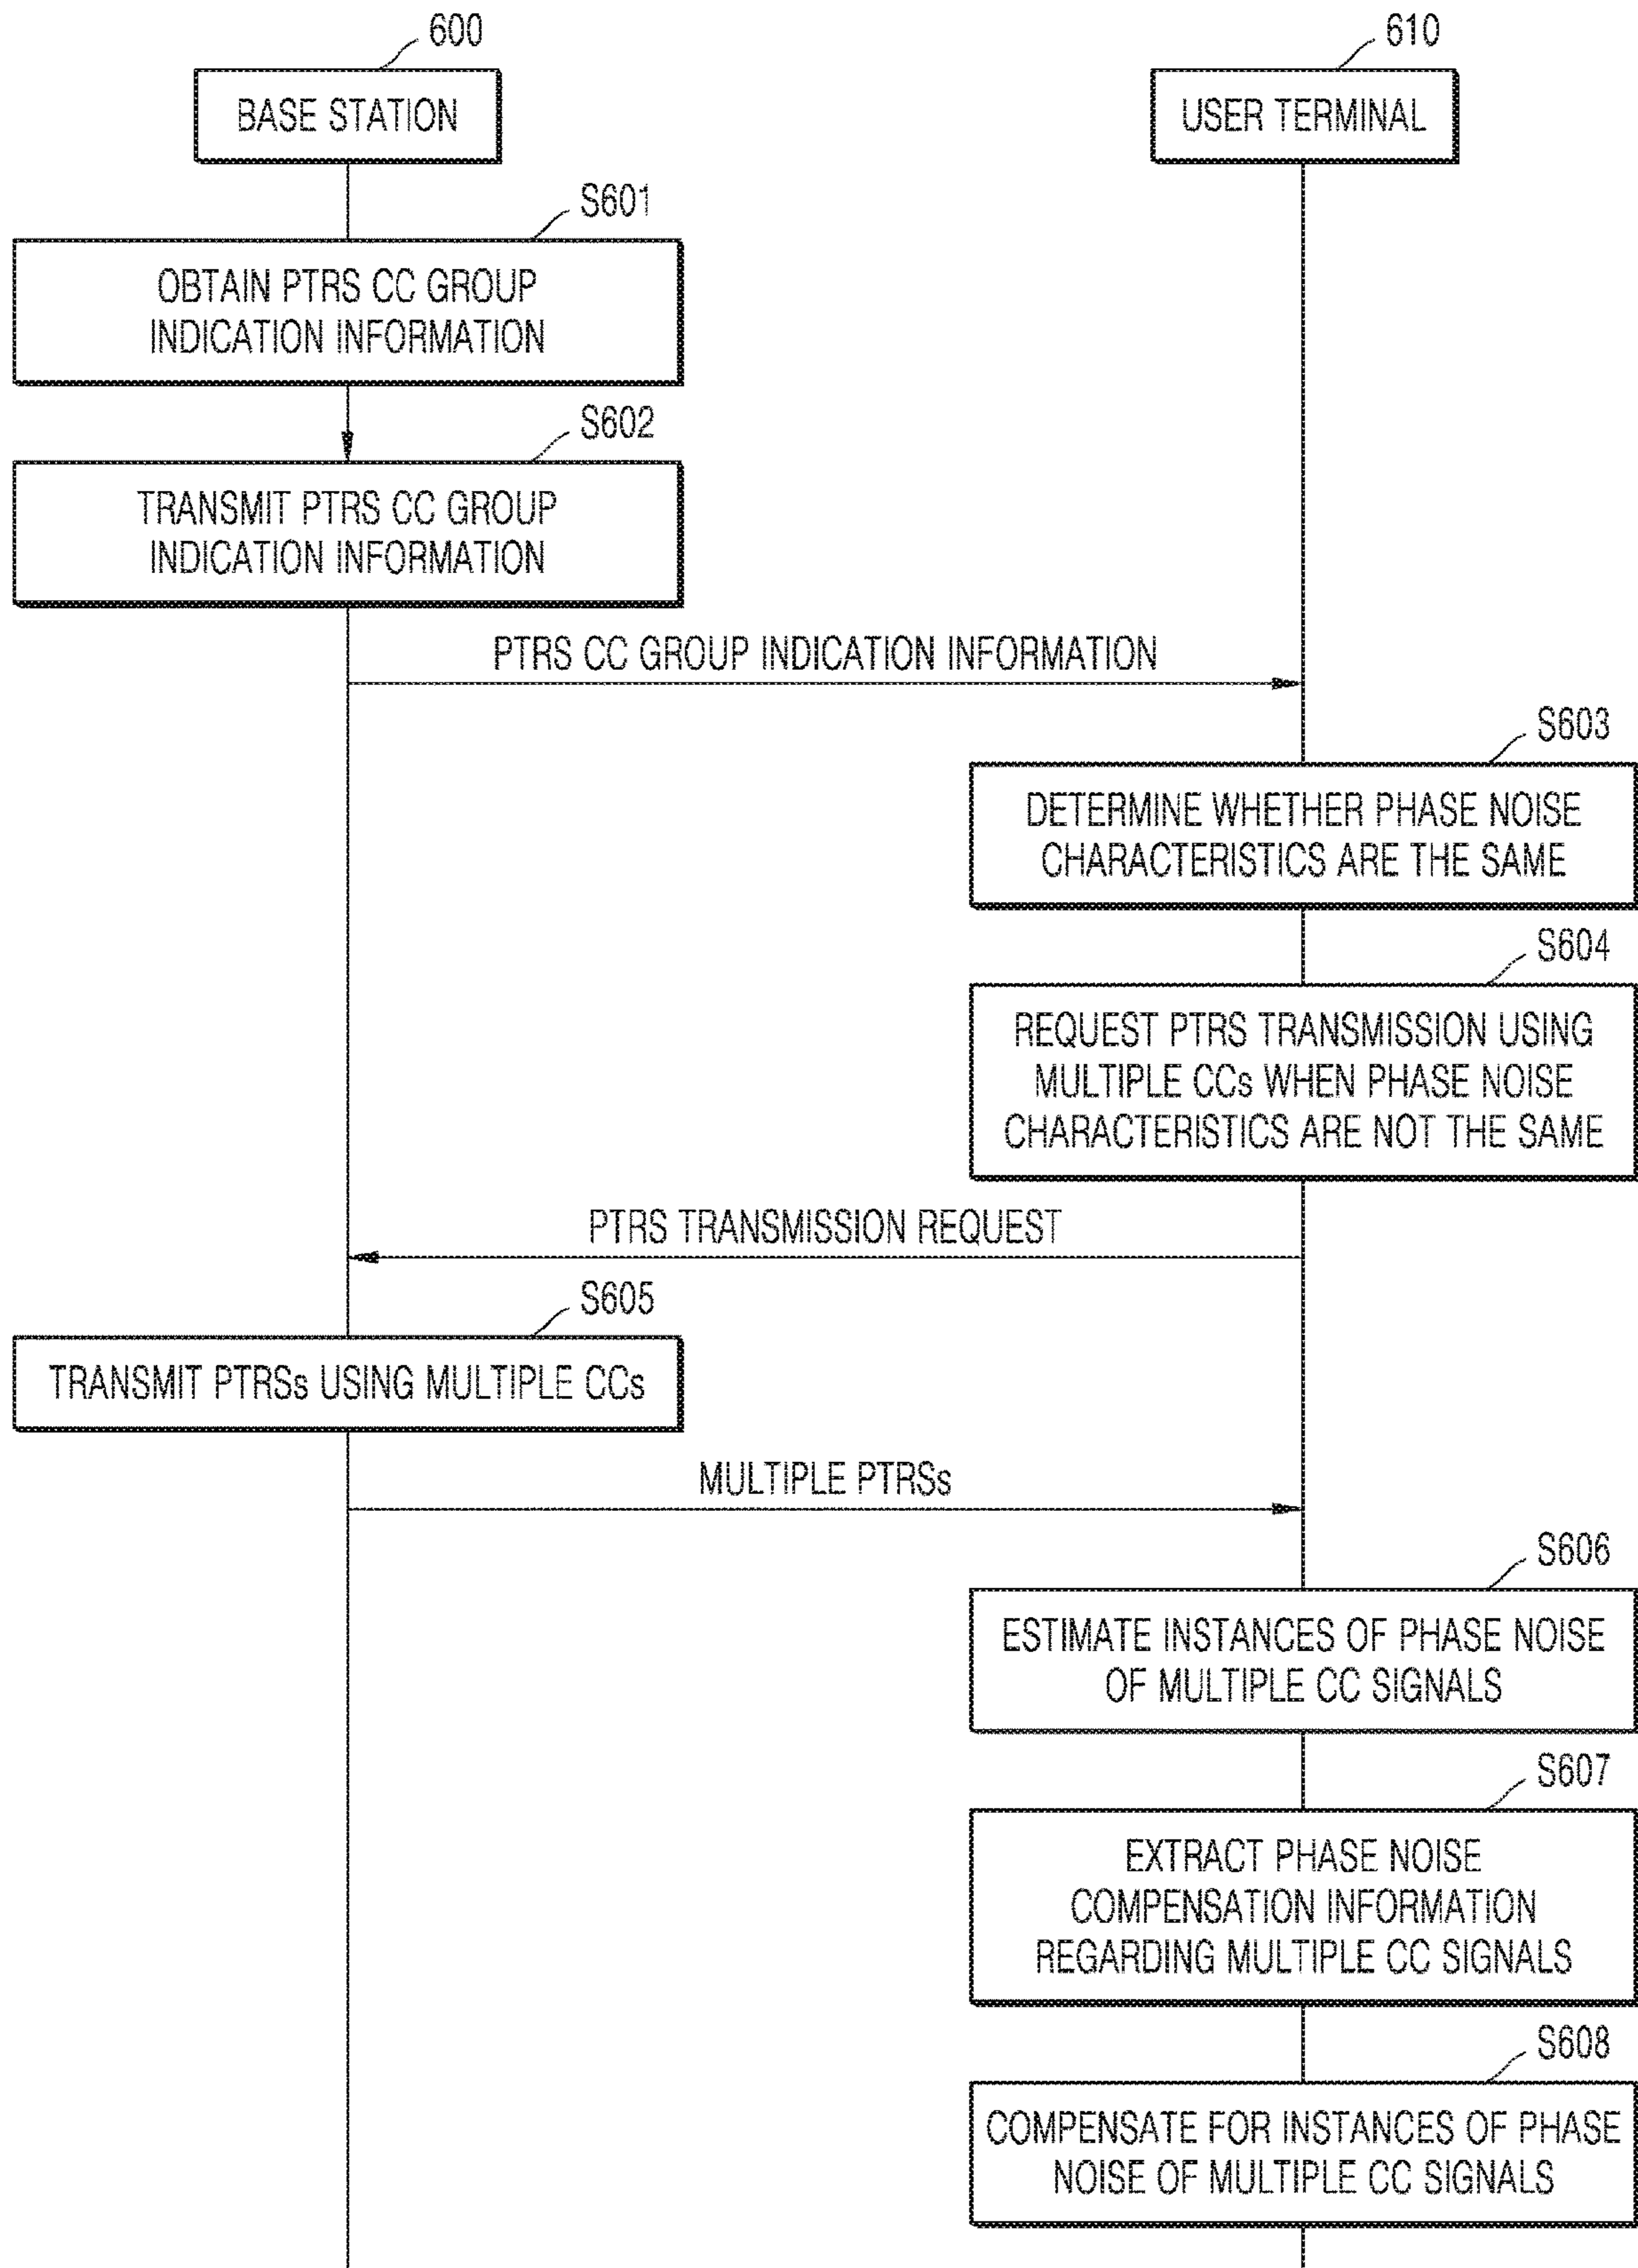 600
610
BASE STATION
USER TERMINAL
S601
OBTAIN PTRS CC GROUP
INDICATION INFORMATION
S602
TRANSMIT PTRS CC GROUP
INDICATION INFORMATION
PTRS CC GROUP INDICATION INFORMATION
S603
DETERMINE WHETHER PHASE NOISE
CHARACTERISTICS ARE THE SAME
S604
REQUEST PTRS TRANSMISSION USING
MULTIPLE CCs WHEN PHASE NOISE
CHARACTERISTICS ARE NOT THE SAME
PTRS TRANSMISSION REQUEST
S605
TRANSMIT PTRSs USING MULTIPLE CCs
MULTIPLE PTRSs
S606
ESTIMATE INSTANCES OF PHASE NOISE
OF MULTIPLE CC SIGNALS
S607
EXTRACT PHASE NOISE
COMPENSATION INFORMATION
REGARDING MULTIPLE CC SIGNALS
S608
COMPENSATE FOR INSTANCES OF PHASE
NOISE OF MULTIPLE CC SIGNALS